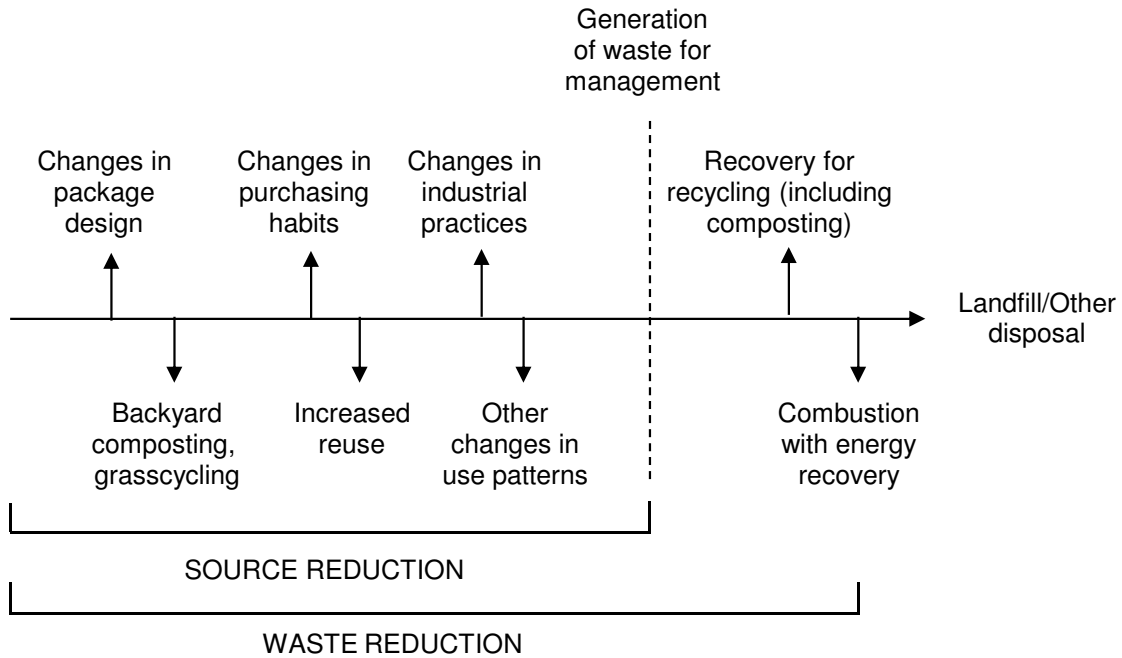 Generation
of waste for
management
Changes in
package
design
Changes in
purchasing
habits
Changes in
industrial
practices
Recovery for
recycling (including
composting)
Landfill/Other
disposal
Backyard
composting,
grasscycling
Increased
reuse
Other
changes in
use patterns
Combustion
with energy
recovery
SOURCE REDUCTION
WASTE REDUCTION